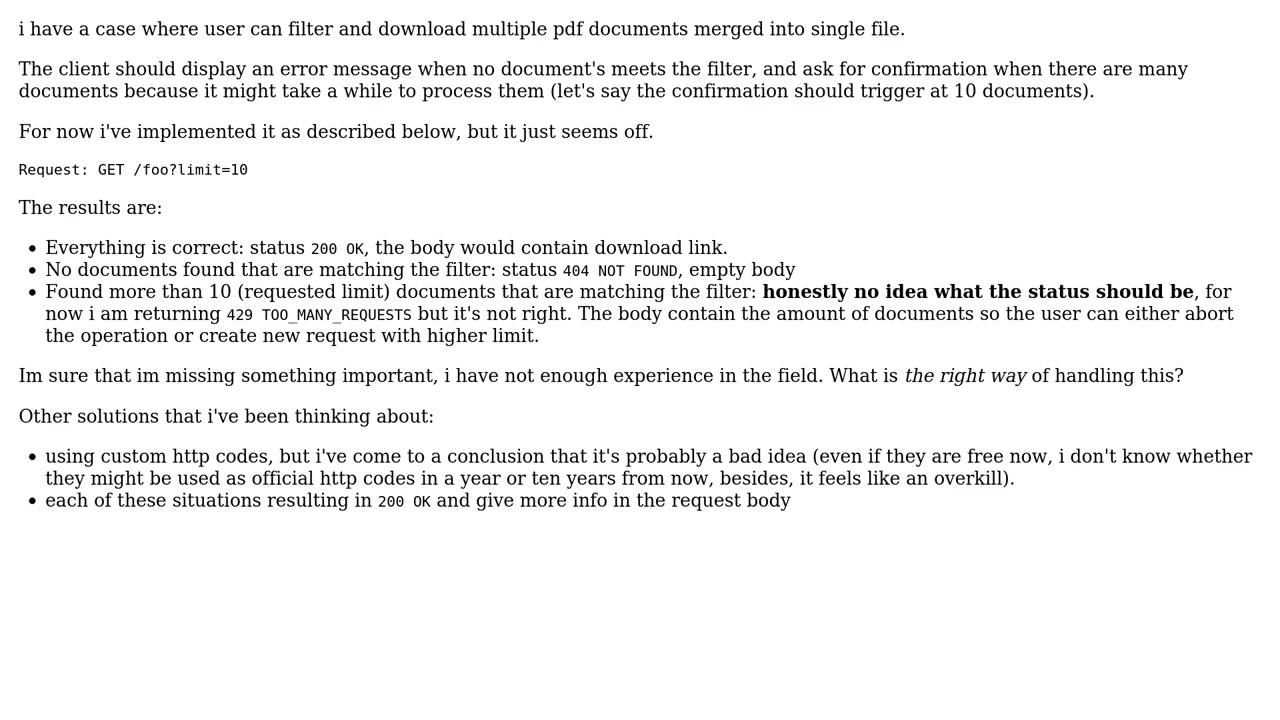 i have a case where user can filter and download multiple pdf documents merged into single file.
The client should display an error message when no document's meets the filter, and ask for confirmation when there are many
documents because it might take a while to process them (let's say the confirmation should trigger at 10 documents).
For now i've implemented it as described below, but it just seems off.
Request: GET /foo?limit=10
The results are:
• Everything is correct: status 200 OK, the body would contain download link.
• No documents found that are matching the filter: status 404 NOT FOUND, empty body
• Found more than 10 (requested limit) documents that are matching the filter: honestly no idea what the status should be, for
now i am returning 429 TOO_MANY_REQUESTS but it's not right. The body contain the amount of documents so the user can either abort
the operation or create new request with higher limit.
Im sure that im missing something important, i have not enough experience in the field. What is the right way of handling this?
Other solutions that i've been thinking about:
• using custom http codes, but i've come to a conclusion that it's probably a bad idea (even if they are free now, i don't know whether
they might be used as official http codes in a year or ten years from now, besides, it feels like an overkill).
• each of these situations resulting in 200 OK and give more info in the request body